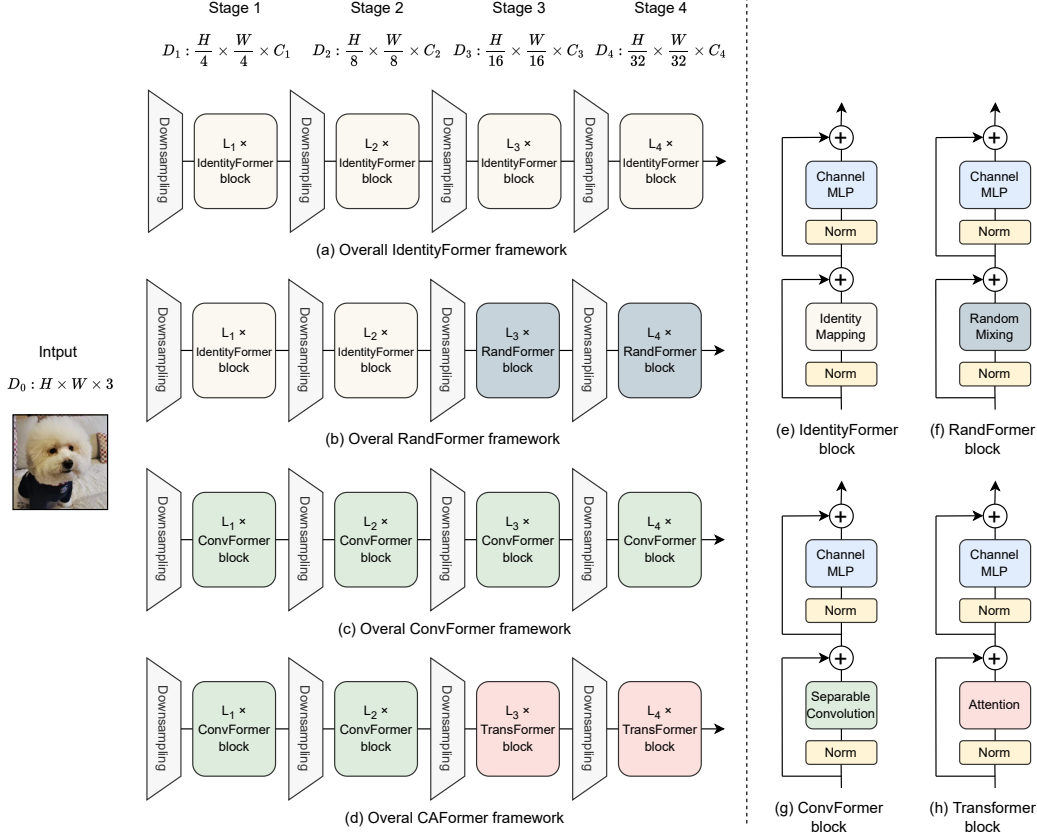 Stage 1
Stage 2
Stage 3
Stage 4
D₁ : H/4 × W/4 × C₁
D₂ : H/8 × W/8 × C₂
D₃ : H/16 × W/16 × C₃
D₄ : H/32 × W/32 × C₄
Downsampling
L₁ ×
IdentityFormer
block
Downsampling
L₂ ×
IdentityFormer
block
Downsampling
L₃ ×
IdentityFormer
block
Downsampling
L₄ ×
IdentityFormer
block
(a) Overall IdentityFormer framework
Downsampling
L₁ ×
IdentityFormer
block
Downsampling
L₂ ×
IdentityFormer
block
Downsampling
L₃ ×
RandFormer
block
Downsampling
L₄ ×
RandFormer
block
(b) Overal RandFormer framework
Intput
D₀ : H × W × 3
Downsampling
L₁ ×
ConvFormer
block
Downsampling
L₂ ×
ConvFormer
block
Downsampling
L₃ ×
ConvFormer
block
Downsampling
L₄ ×
ConvFormer
block
(c) Overal ConvFormer framework
Downsampling
L₁ ×
ConvFormer
block
Downsampling
L₂ ×
ConvFormer
block
Downsampling
L₃ ×
TransFormer
block
Downsampling
L₄ ×
TransFormer
block
(d) Overal CAFormer framework
+
Channel
MLP
Norm
+
Identity
Mapping
Norm
(e) IdentityFormer
block
+
Channel
MLP
Norm
+
Random
Mixing
Norm
(f) RandFormer
block
+
Channel
MLP
Norm
+
Separable
Convolution
Norm
(g) ConvFormer
block
+
Channel
MLP
Norm
+
Attention
Norm
(h) Transformer
block